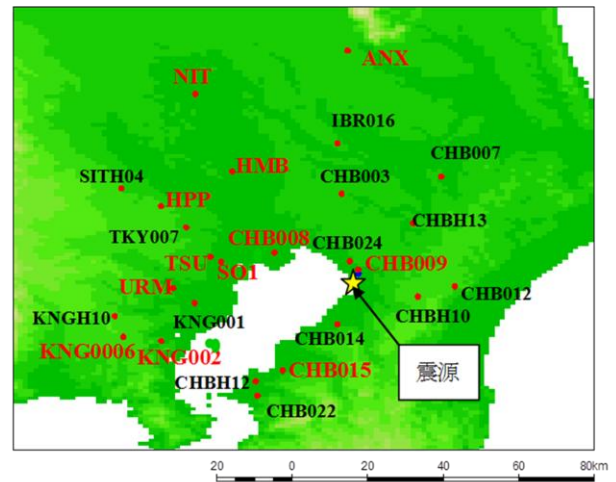 ANX
NIT
IBR016
CHB007
HMB
SITH04
CHB003
HPP
CHBH13
TKY007
CHB008
CHB024
TSU
SO1
CHB009
URM
CHB012
CHBH10
KNGH10
KNG001
CHB014
KNG0006
KNG002
CHB015
震源
CHBH12
CHB022
20 0 20 40 60 80km